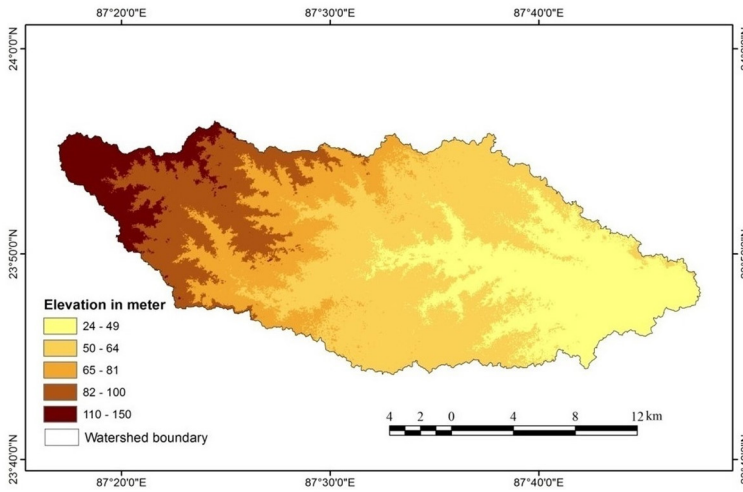 87°20'0"E 87°30'0"E 87°40'0"E
24°0'0"N
23°50'0"N
23°40'0"N
Elevation in meter
24 - 49
50 - 64
65 - 81
82 - 100
110 - 150
Watershed boundary
4 2 0 4 8 12 km
87°20'0"E 87°30'0"E 87°40'0"E